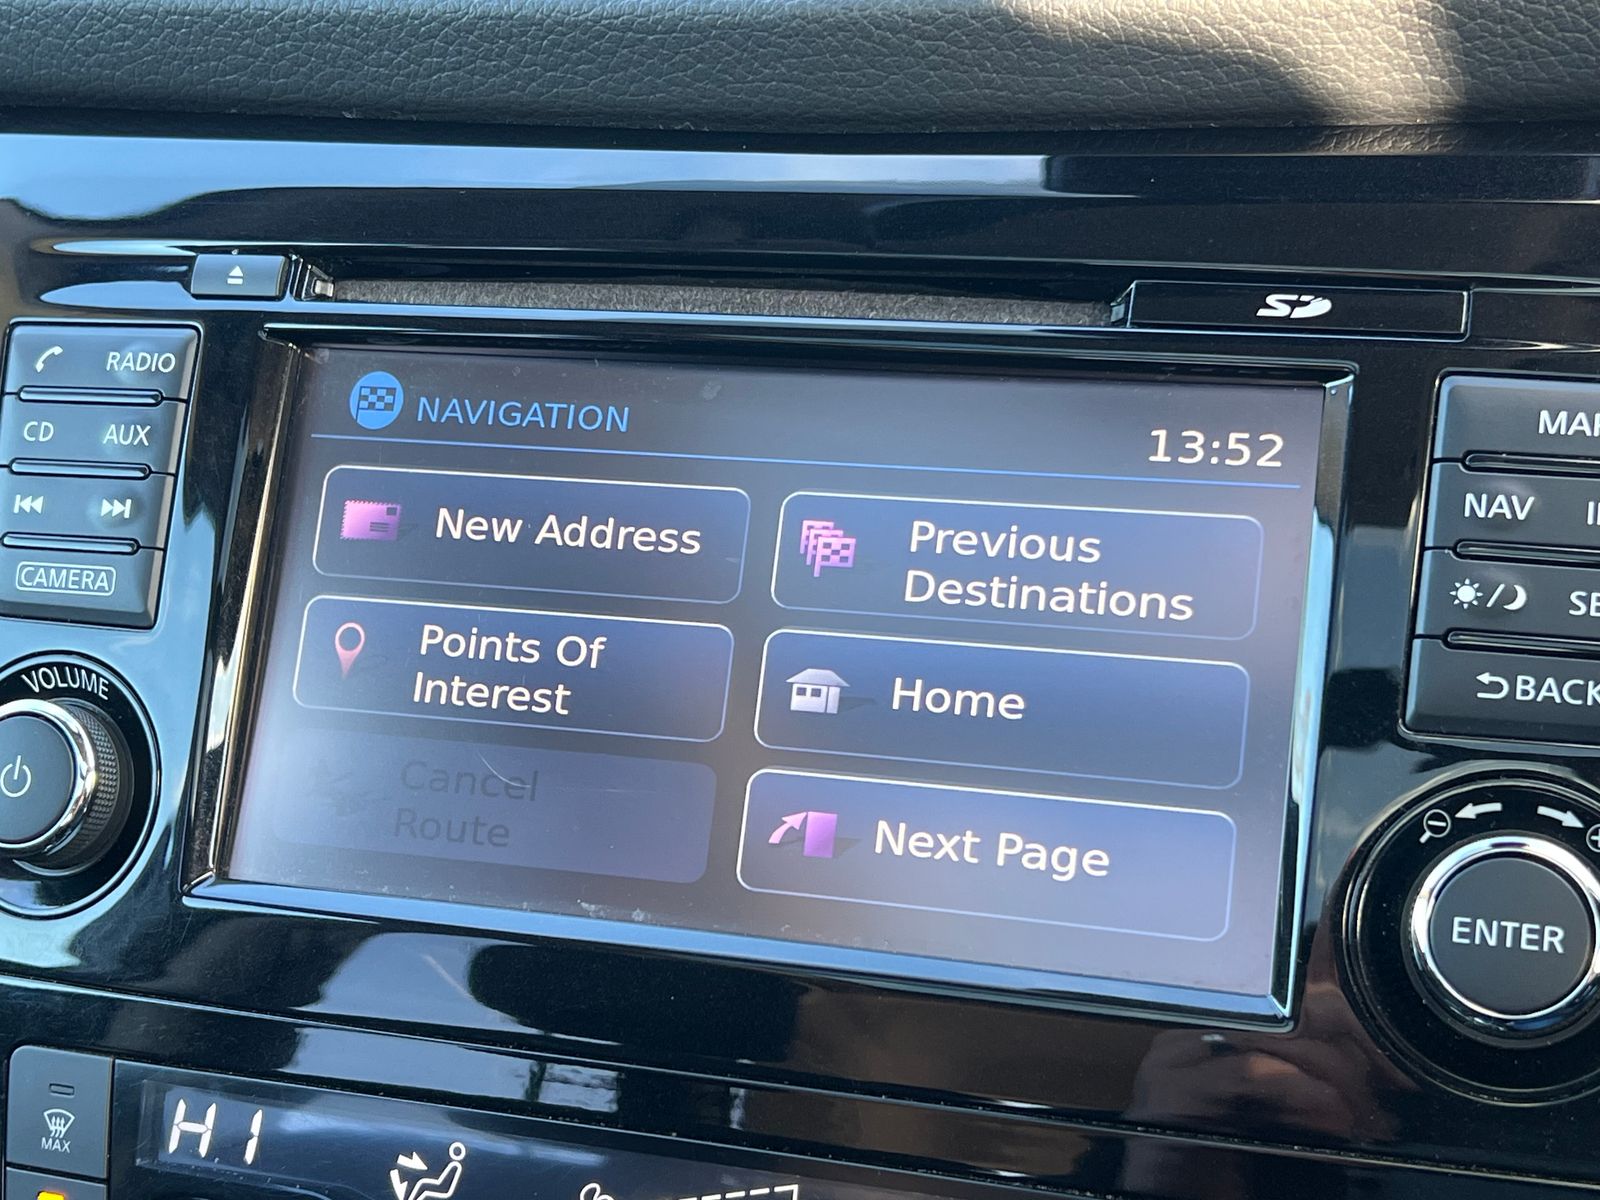 SD
RADIO
CD AUX
CAMERA
VOLUME
NAVIGATION
13:52
New Address
Previous
Destinations
Points Of
Interest
Home
Cancel
Route
Next Page
NAV
BACK
ENTER
MAX
HI